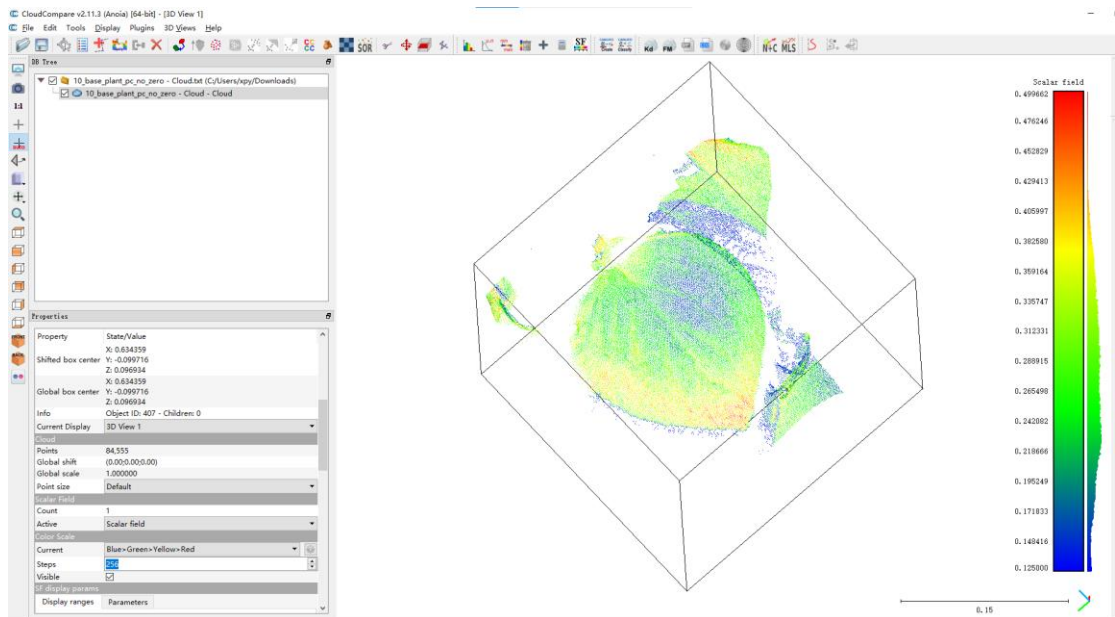 CloudCompare v2.11.3 (Anoia) [64-bit] - [3D View 1]
File Edit Tools Display Plugins 3D Views Help
SOR SF Kd FM N+C MLS
DB Tree
10_base_plant_pc_no_zero - Cloud.txt (C:/Users/xpy/Downloads)
10_base_plant_pc_no_zero - Cloud - Cloud
1:1
Properties
Property State/Value
Shifted box center X: 0.634359
Y: -0.099716
Z: 0.096934
Global box center X: 0.634359
Y: -0.099716
Z: 0.096934
Info Object ID: 407 - Children: 0
Current Display 3D View 1
Cloud
Points 84,555
Global shift (0.00;0.00;0.00)
Global scale 1.000000
Point size Default
Scalar Field
Count 1
Active Scalar field
Color Scale
Current Blue>Green>Yellow>Red
Steps 256
Visible
SF display params
Display ranges Parameters
Scalar field
0.499662
0.476246
0.452829
0.429413
0.405997
0.382580
0.359164
0.335747
0.312331
0.288915
0.265498
0.242082
0.218666
0.195249
0.171833
0.148416
0.125000
0.15